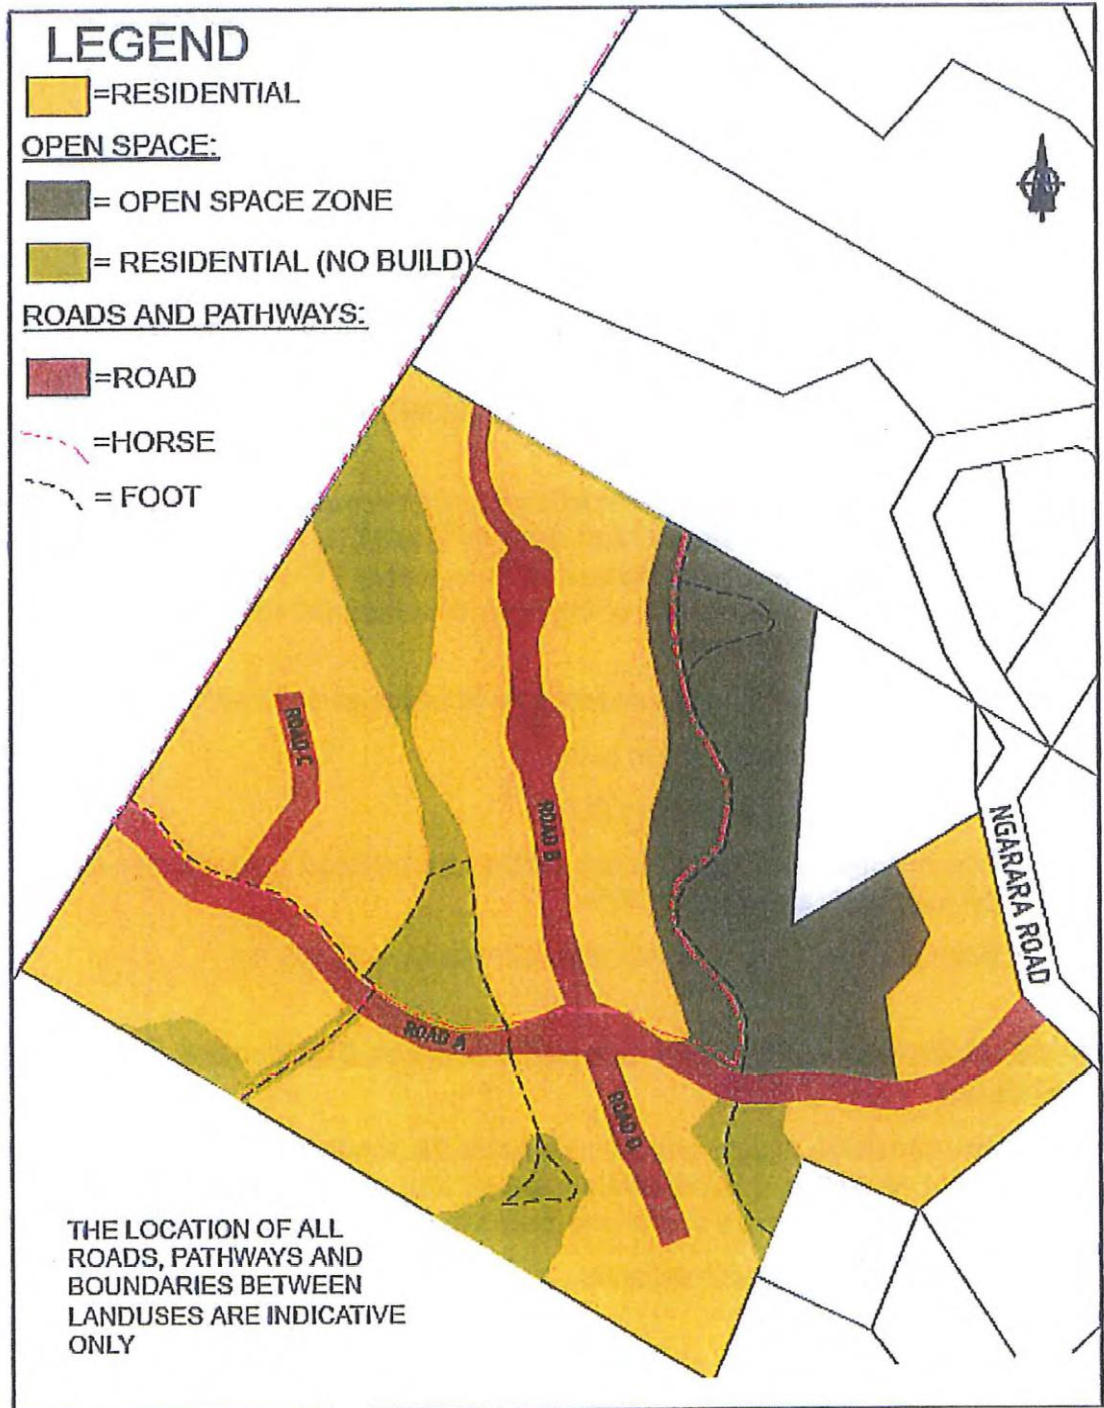 LEGEND
=RESIDENTIAL
OPEN SPACE:
= OPEN SPACE ZONE
= RESIDENTIAL (NO BUILD)
ROADS AND PATHWAYS:
=ROAD
=HORSE
= FOOT
ROAD C
ROAD B
NGARARA ROAD
ROAD A
ROAD D
THE LOCATION OF ALL
ROADS, PATHWAYS AND
BOUNDARIES BETWEEN
LANDUSES ARE INDICATIVE
ONLY